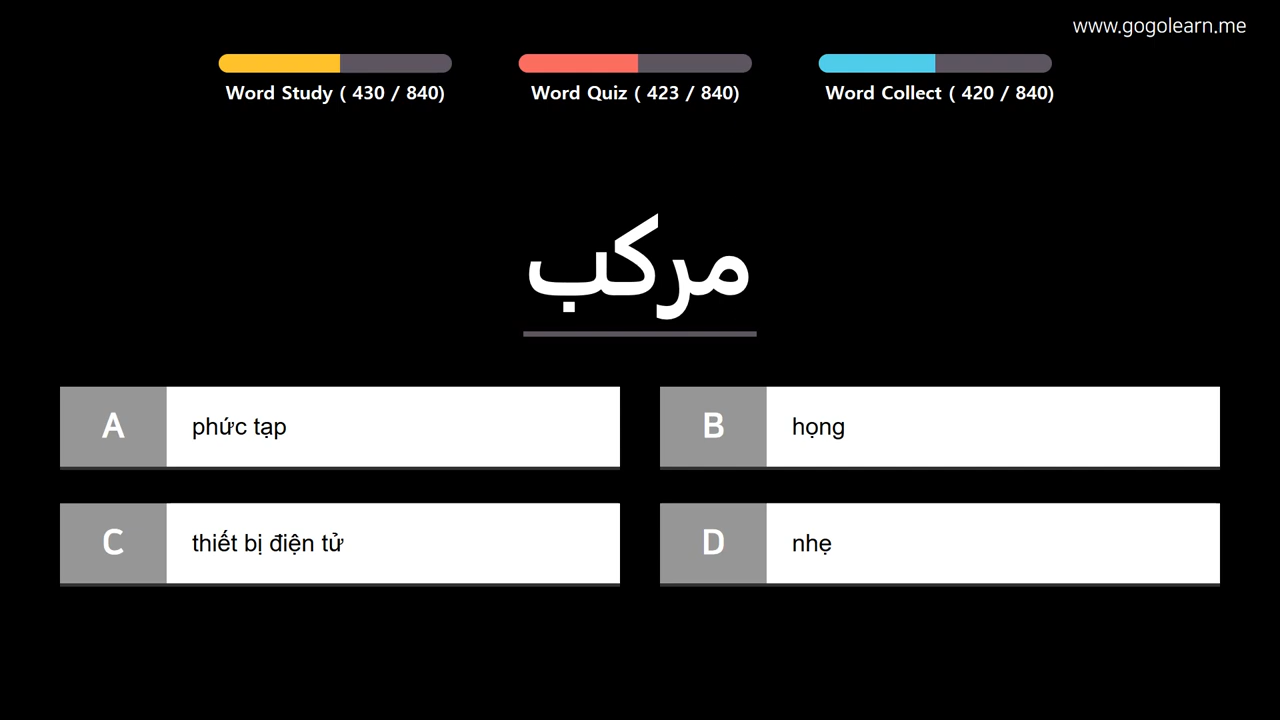 www.gogolearn.me
Word Study ( 430 / 840)
Word Quiz ( 423 / 840)
Word Collect ( 420 / 840)
مركب
A
phức tạp
B
họng
C
thiết bị điện tử
D
nhẹ